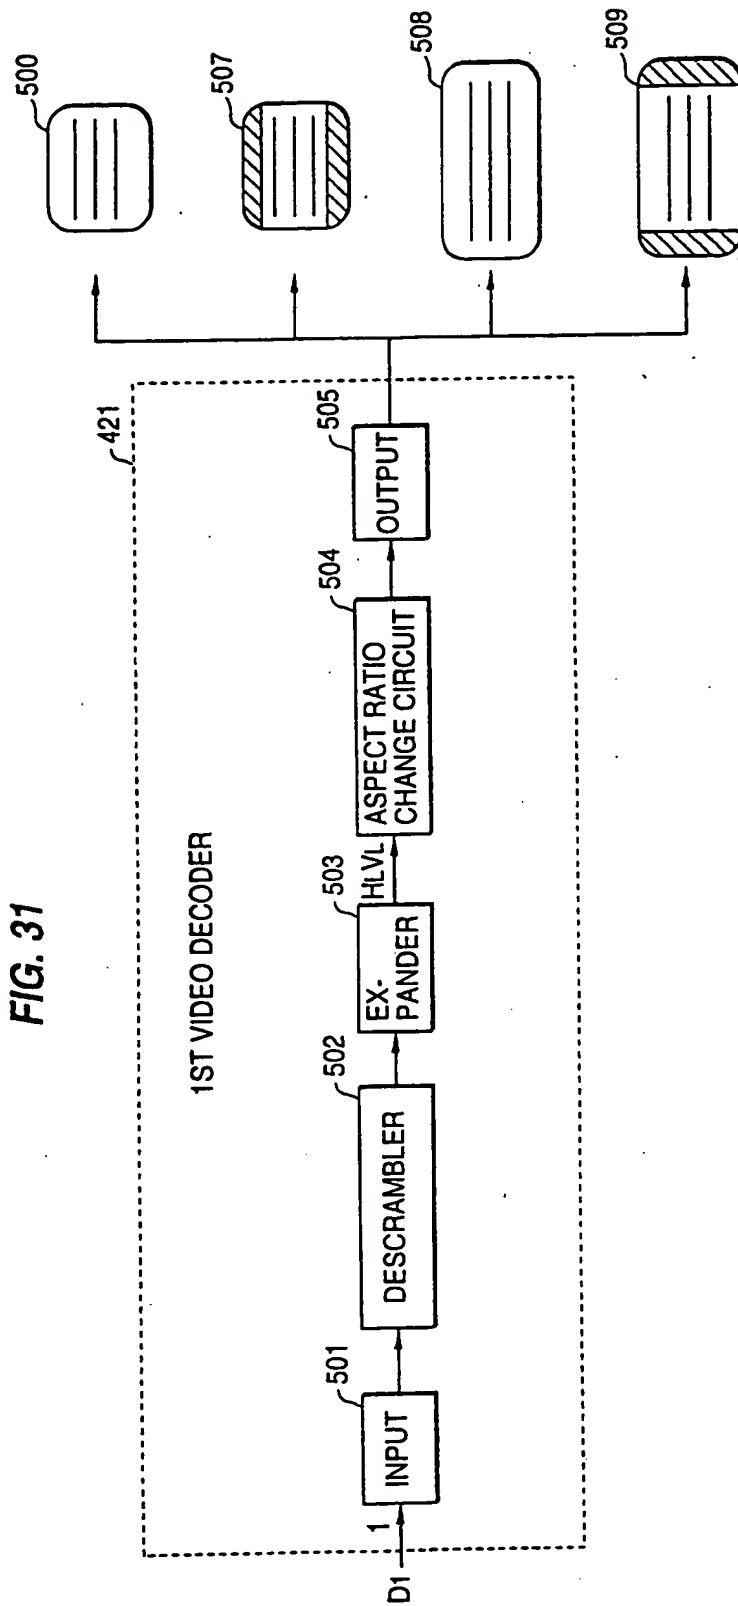 FIG. 31
1ST VIDEO DECODER
421
D1
1
501
INPUT
502
DESCRAMBLER
503
EX-
PANDER
HLVL
504
ASPECT RATIO
CHANGE CIRCUIT
505
OUTPUT
500
507
508
509